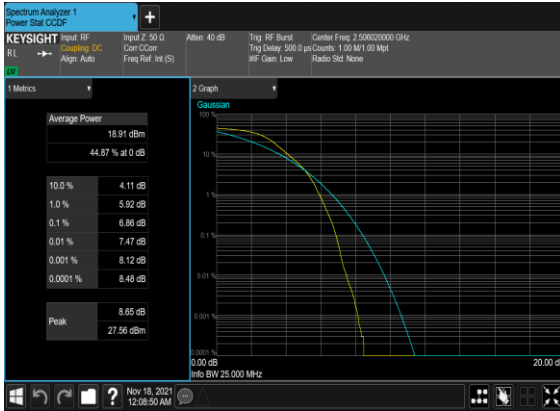 Spectrum Analyzer 1
Power Stat CCDF
+
KEYSIGHT
RL
Input: RF
Coupling: DC
Align: Auto
Input Z: 50 Ω
Corr CCorr
Freq Ref: Int (S)
Atten: 40 dB
Trig: RF Burst
Trig Delay: 500.0 µs
#IF Gain: Low
Center Freq: 2.506020000 GHz
Counts: 1.00 M/1.00 Mpt
Radio Std: None
1 Metrics
Average Power
18.91 dBm
44.87 % at 0 dB
10.0 % 4.11 dB
1.0 % 5.92 dB
0.1 % 6.86 dB
0.01 % 7.47 dB
0.001 % 8.12 dB
0.0001 % 8.48 dB
Peak
8.65 dB
27.56 dBm
2 Graph
Gaussian
100 %
10 %
1 %
0.1 %
0.01 %
0.001 %
0.0001 %
0.00 dB
20.00 d
Info BW 25.000 MHz
?
Nov 18, 2021
12:08:50 AM